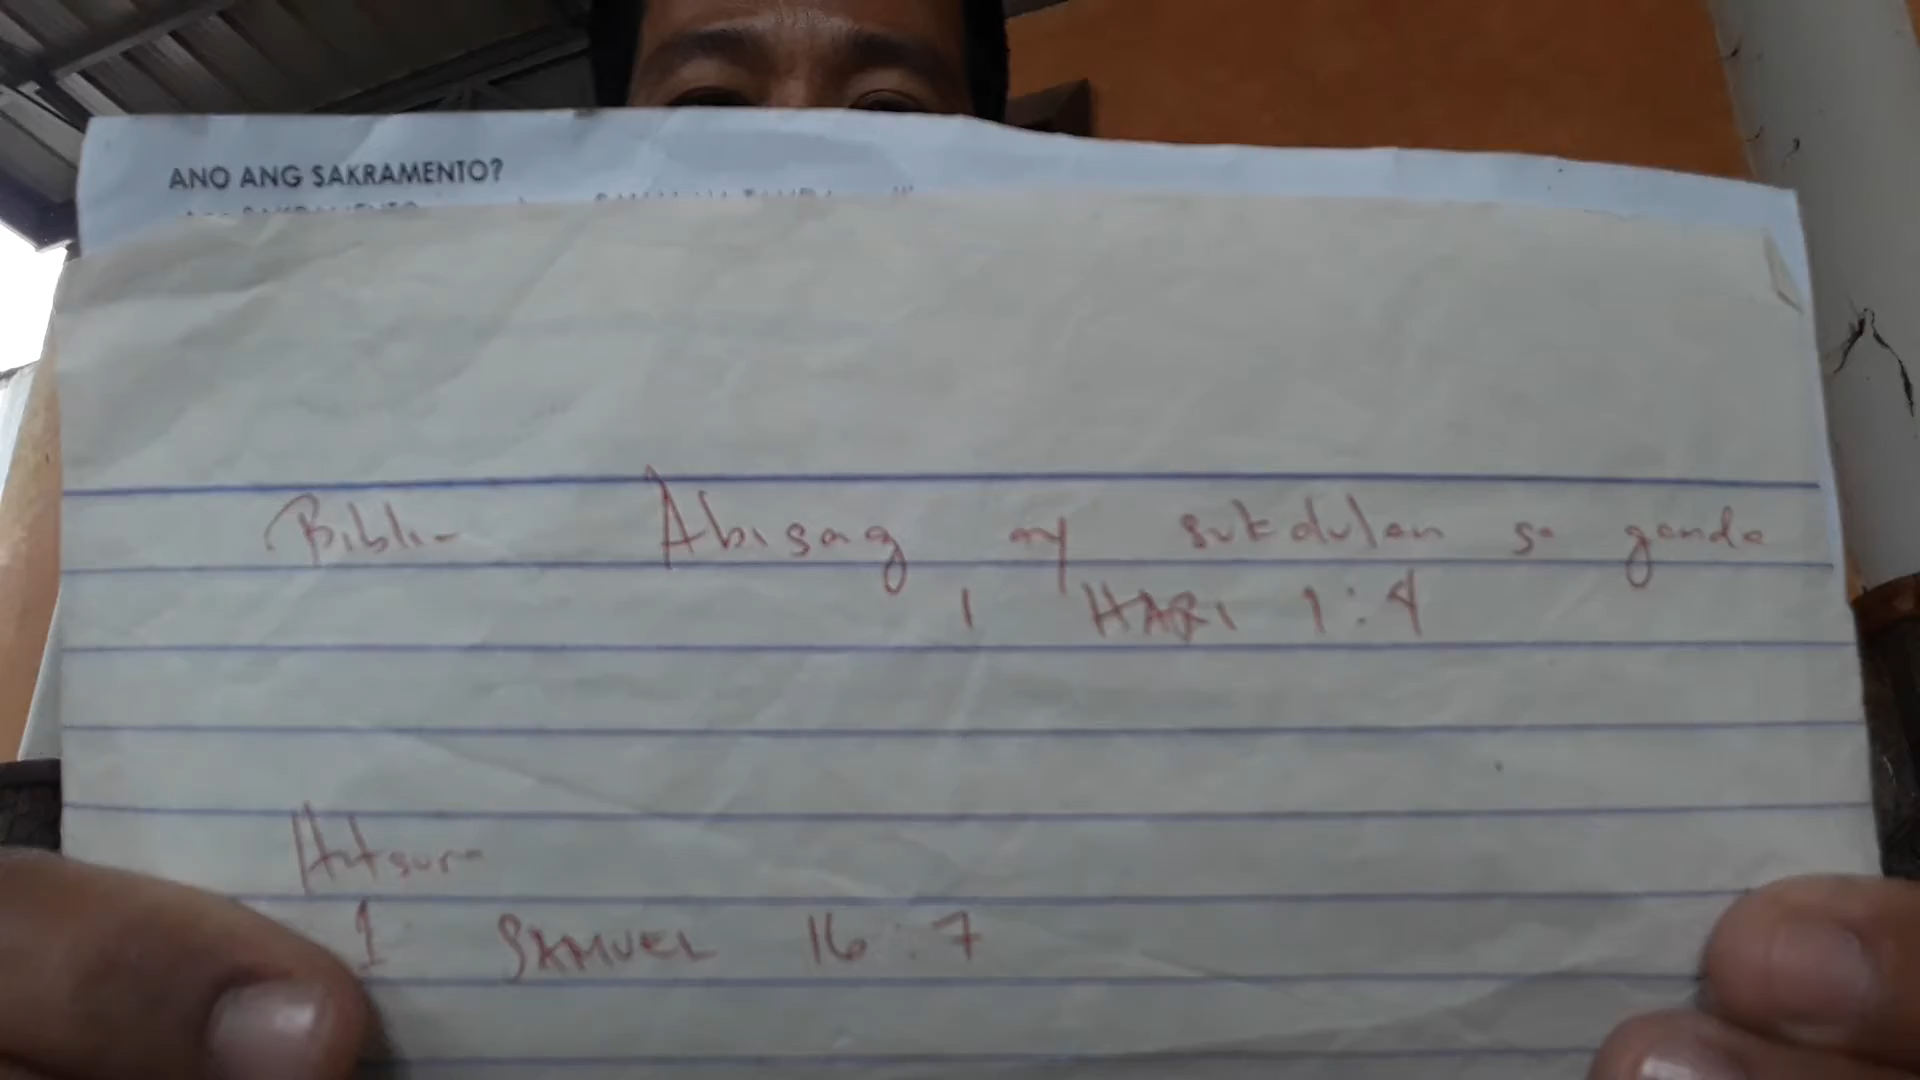 ANO ANG SAKRAMENTO?
Biblia Abisag ay sukdulan sa ganda
1 HARI 1:4
Hitsura
1 SAMUEL 16:7